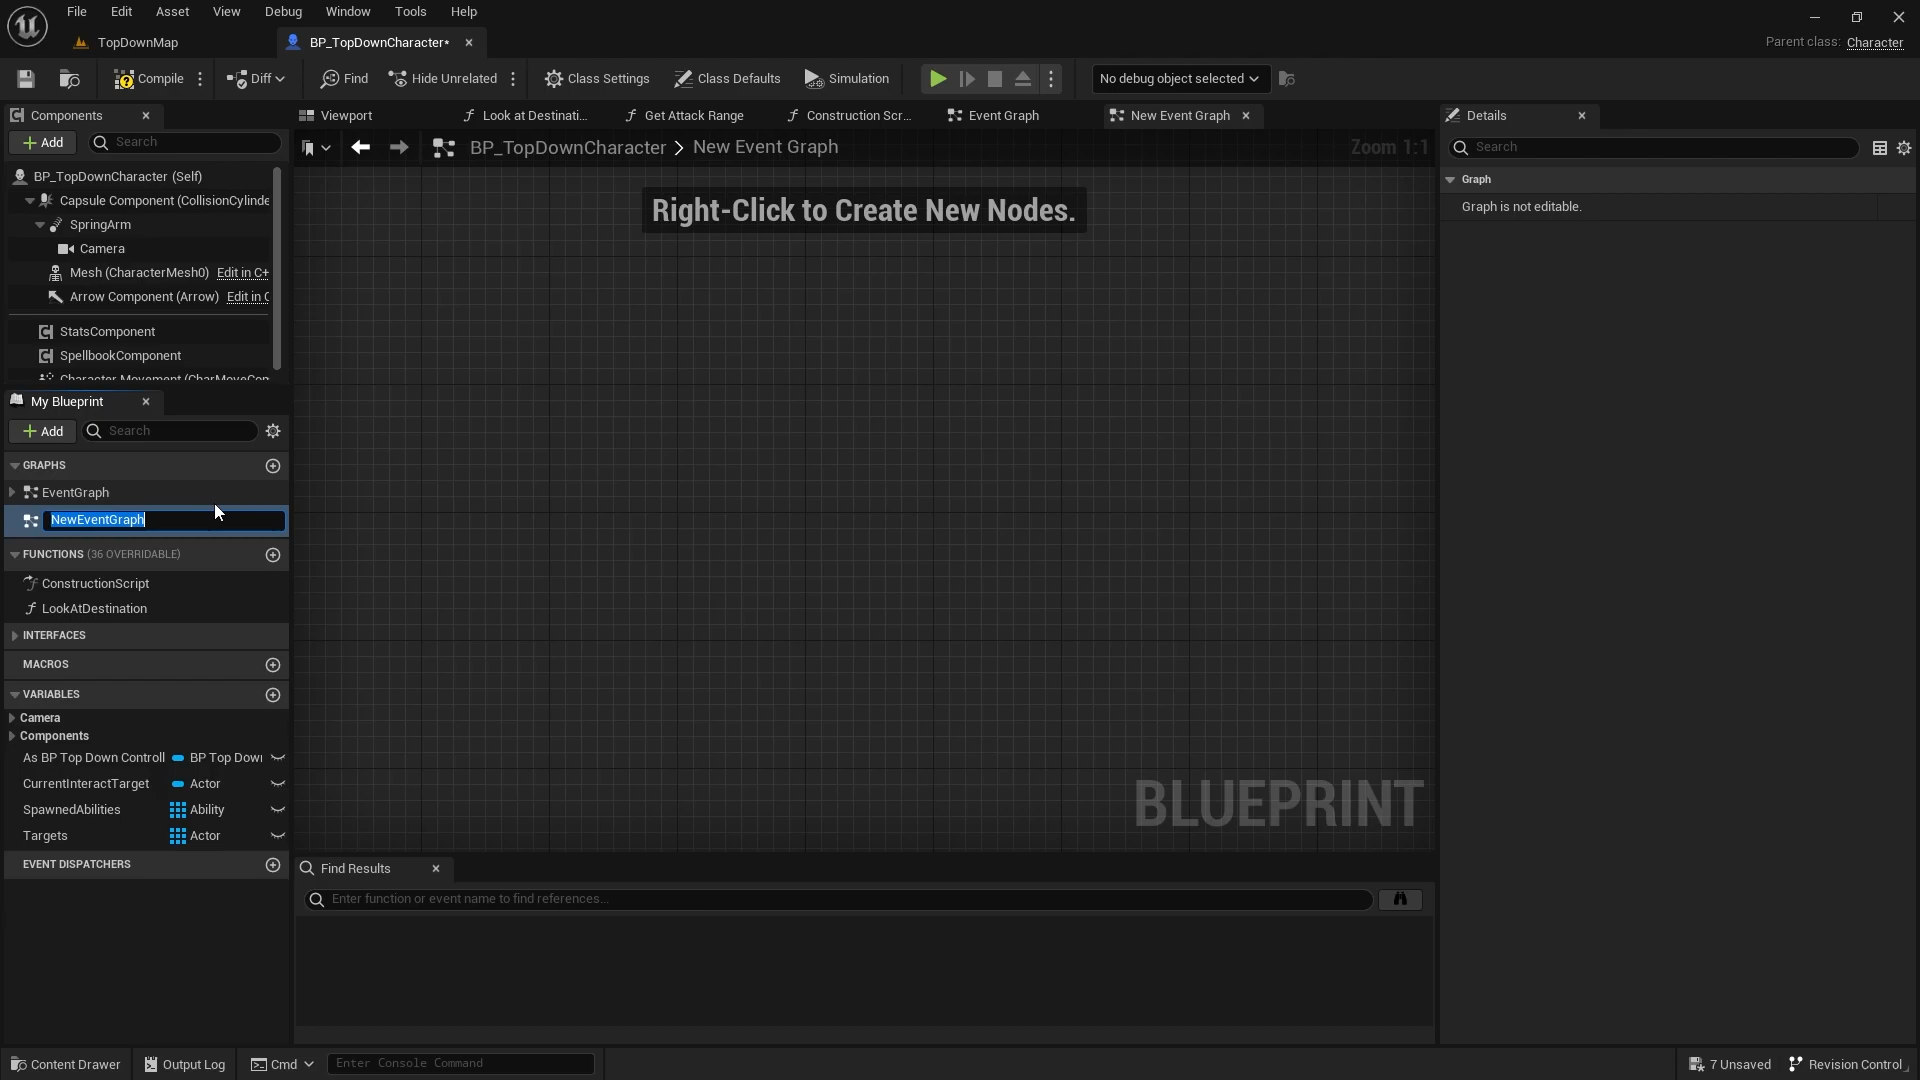 File Edit Asset View Debug Window Tools Help
TopDownMap BP_TopDownCharacter*
Parent class: Character
Compile Diff Find Hide Unrelated Class Settings Class Defaults Simulation No debug object selected
Components
Add Search
BP_TopDownCharacter (Self)
Capsule Component (CollisionCylinde
SpringArm
Camera
Mesh (CharacterMesh0) Edit in C+
Arrow Component (Arrow) Edit in C
StatsComponent
SpellbookComponent
Character Movement (CharMoveCom
My Blueprint
Add Search
GRAPHS
EventGraph
NewEventGraph
FUNCTIONS (36 OVERRIDABLE)
ConstructionScript
LookAtDestination
INTERFACES
MACROS
VARIABLES
Camera
Components
As BP Top Down Controll BP Top Dow
CurrentInteractTarget Actor
SpawnedAbilities Ability
Targets Actor
EVENT DISPATCHERS
Viewport Look at Destinati... Get Attack Range Construction Scr... Event Graph New Event Graph
BP_TopDownCharacter > New Event Graph
Zoom 1:1
Right-Click to Create New Nodes.
BLUEPRINT
Find Results
Enter function or event name to find references...
Details
Search
Graph
Graph is not editable.
Content Drawer Output Log Cmd Enter Console Command
7 Unsaved Revision Control